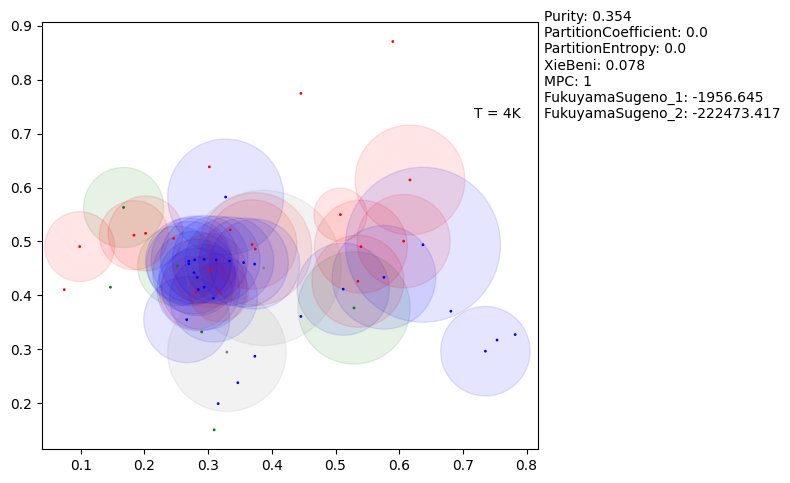 Purity: 0.354
PartitionCoefficient: 0.0
PartitionEntropy: 0.0
XieBeni: 0.078
MPC: 1
FukuyamaSugeno_1: -1956.645
FukuyamaSugeno_2: -222473.417
T = 4K
0.9
0.8
0.7
0.6
0.5
0.4
0.3
0.2
0.1 0.2 0.3 0.4 0.5 0.6 0.7 0.8